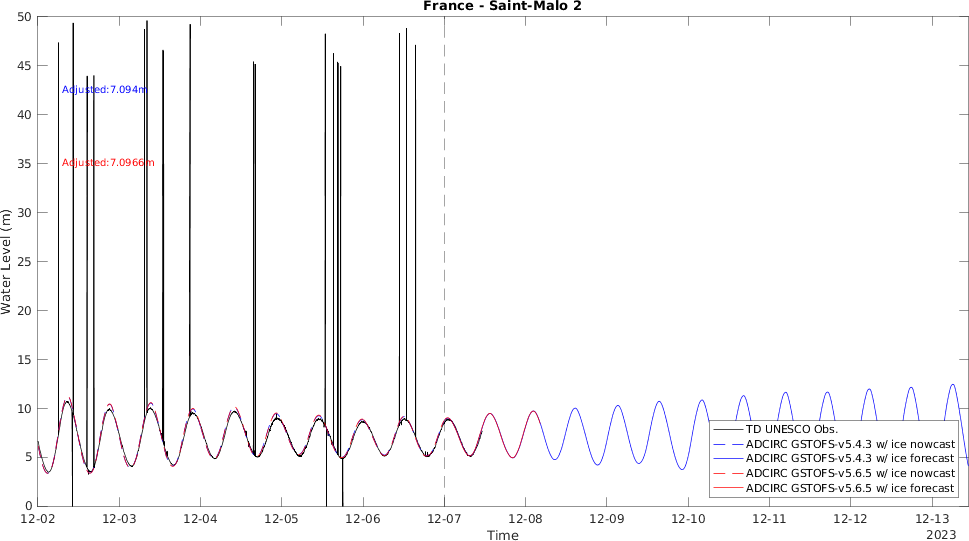 France - Saint-Malo 2
50
45
40
35
30
25
20
15
10
5
0
Water Level (m)
Adjusted:7.094m
Adjusted:7.0966m
TD UNESCO Obs.
ADCIRC GSTOFS-v5.4.3 w/ ice nowcast
ADCIRC GSTOFS-v5.4.3 w/ ice forecast
ADCIRC GSTOFS-v5.6.5 w/ ice nowcast
ADCIRC GSTOFS-v5.6.5 w/ ice forecast
12-02 12-03 12-04 12-05 12-06 12-07 12-08 12-09 12-10 12-11 12-12 12-13
Time
2023